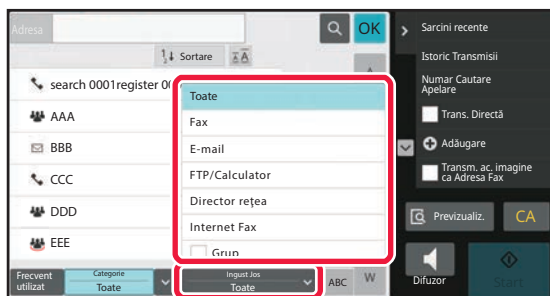 Adresa
OK
Sortare
search 0001register 00
AAA
BBB
CCC
DDD
EEE
Toate
Fax
E-mail
FTP/Calculator
Director rețea
Internet Fax
Grup
Frecvent
utilizat
Categorie
Toate
Ingust Jos
Toate
ABC
W
Sarcini recente
Istoric Transmisii
Numar Cautare
Apelare
Trans. Directă
Adăugare
Transm. ac. imagine
ca Adresa Fax
Previzualiz.
CA
Difuzor
Start